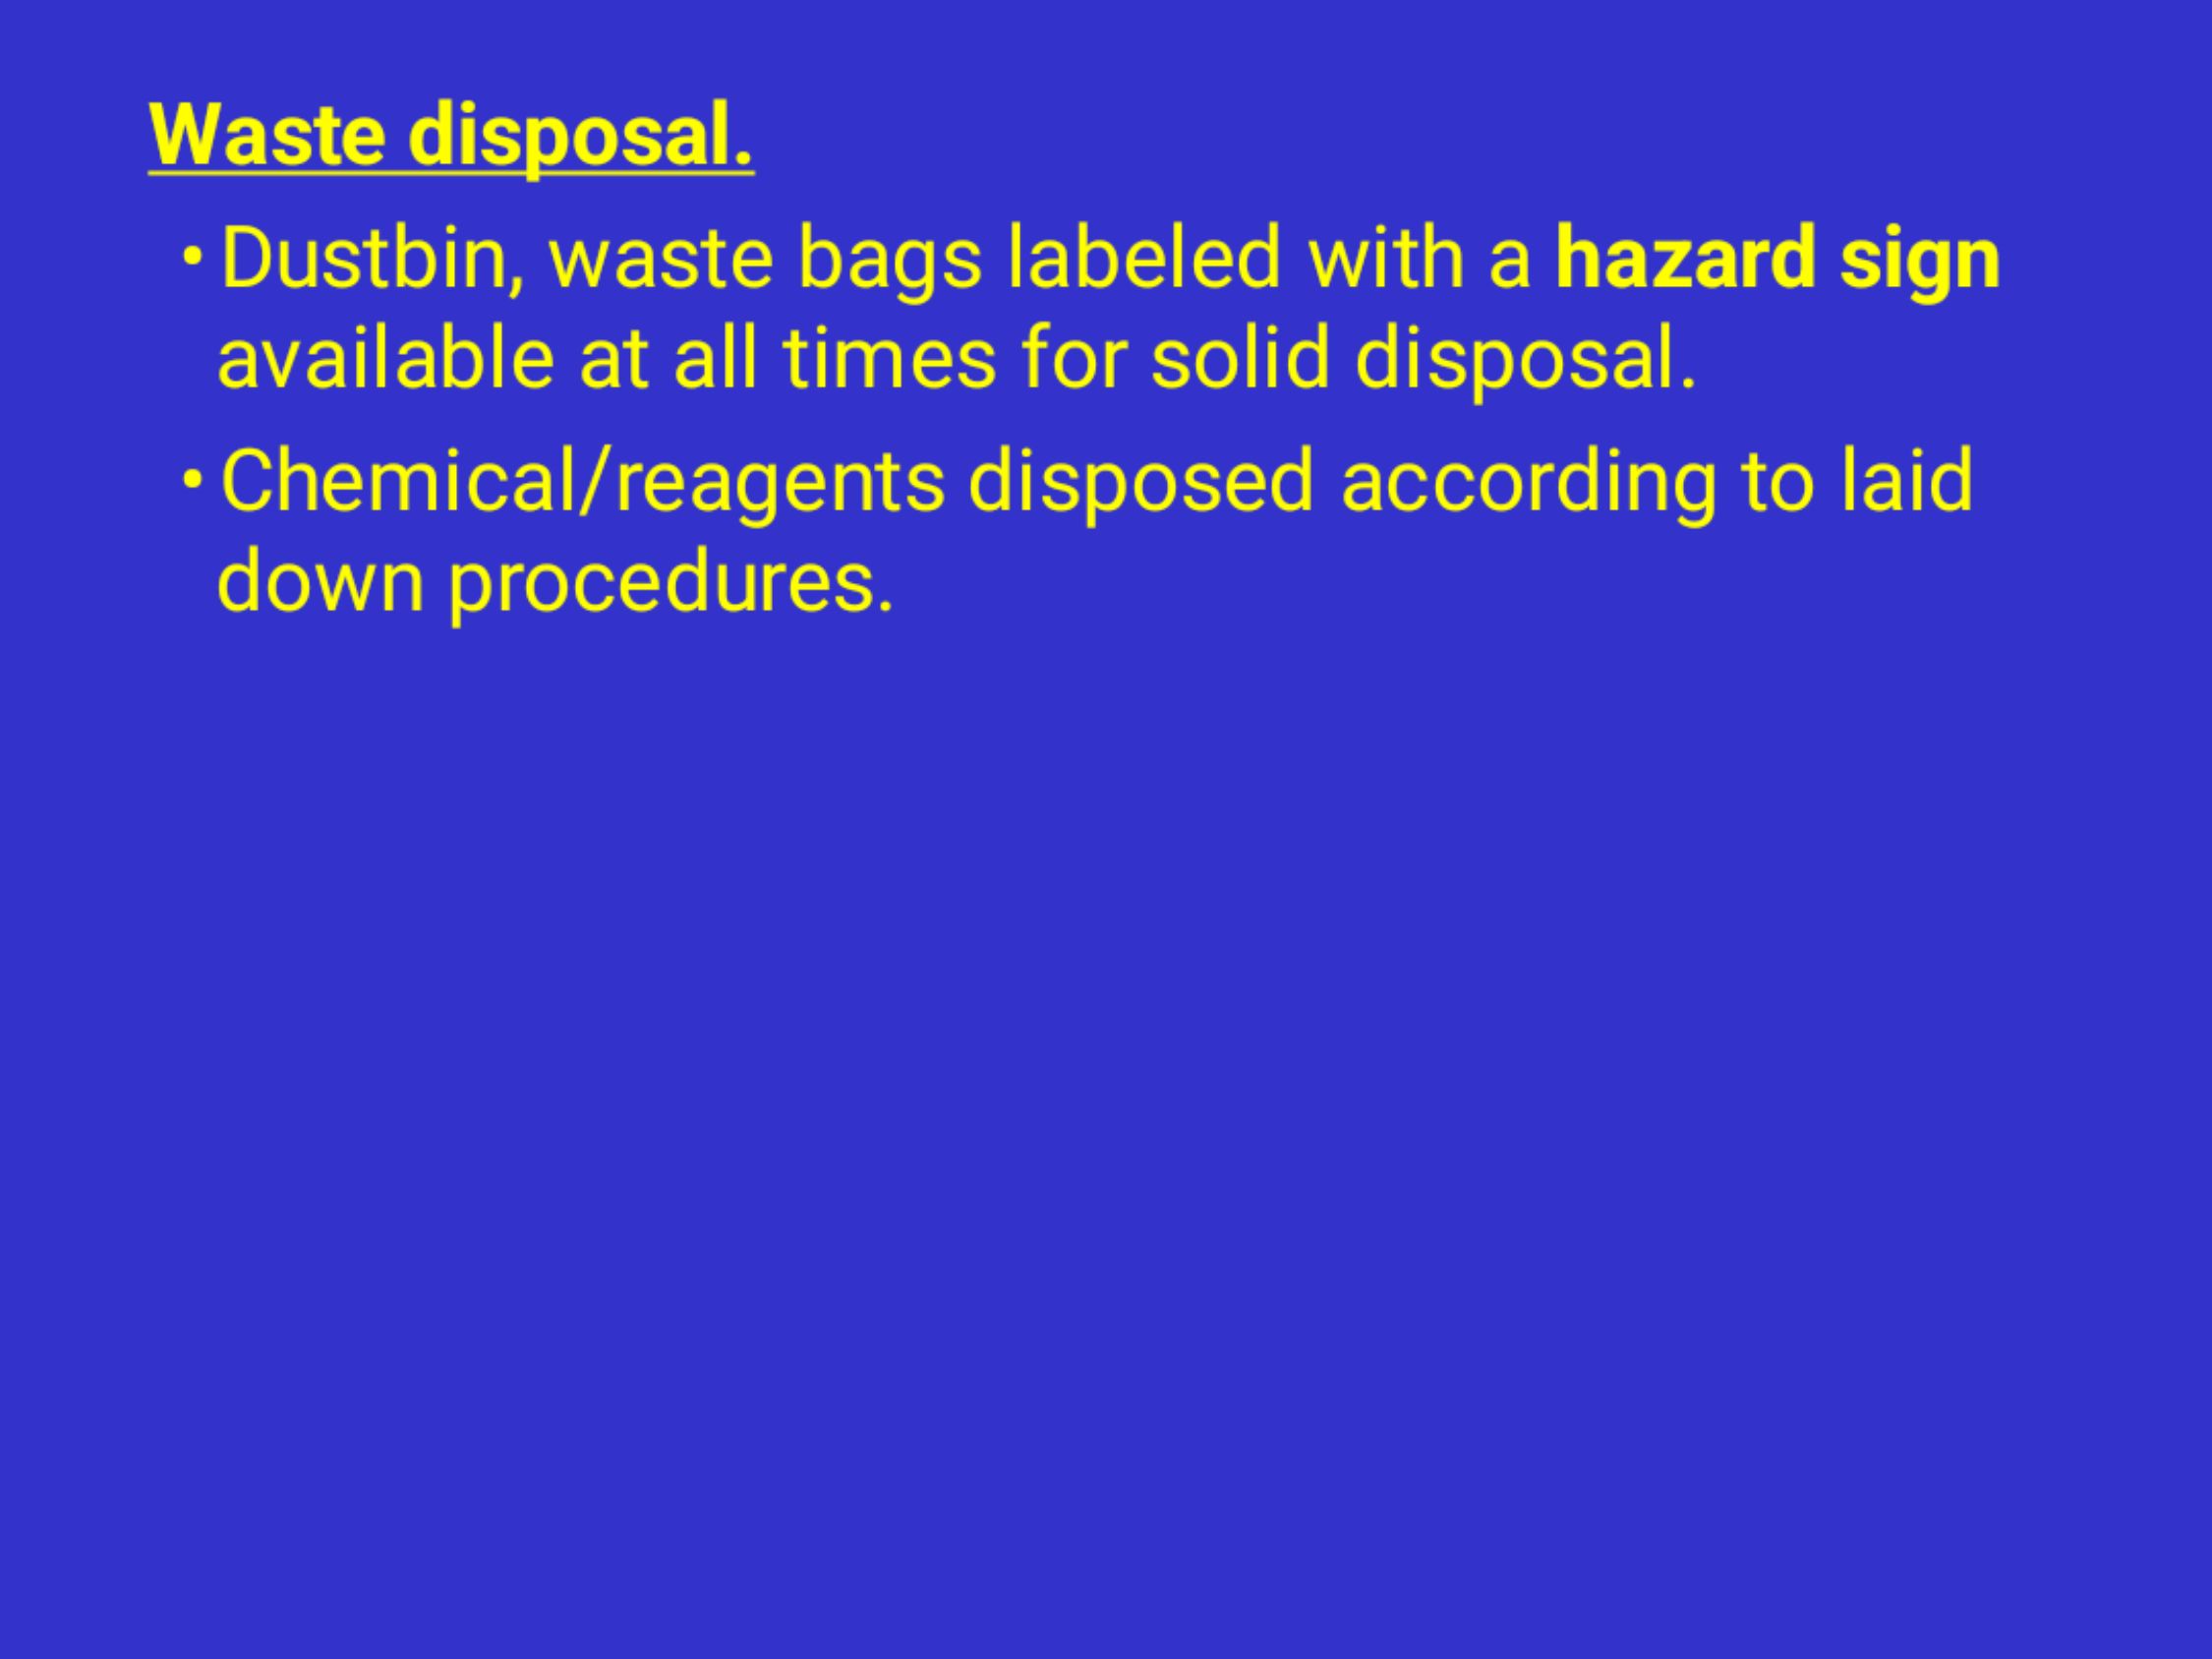 Waste disposal.
• Dustbin, waste bags labeled with a hazard sign
available at all times for solid disposal.
• Chemical/reagents disposed according to laid
down procedures.